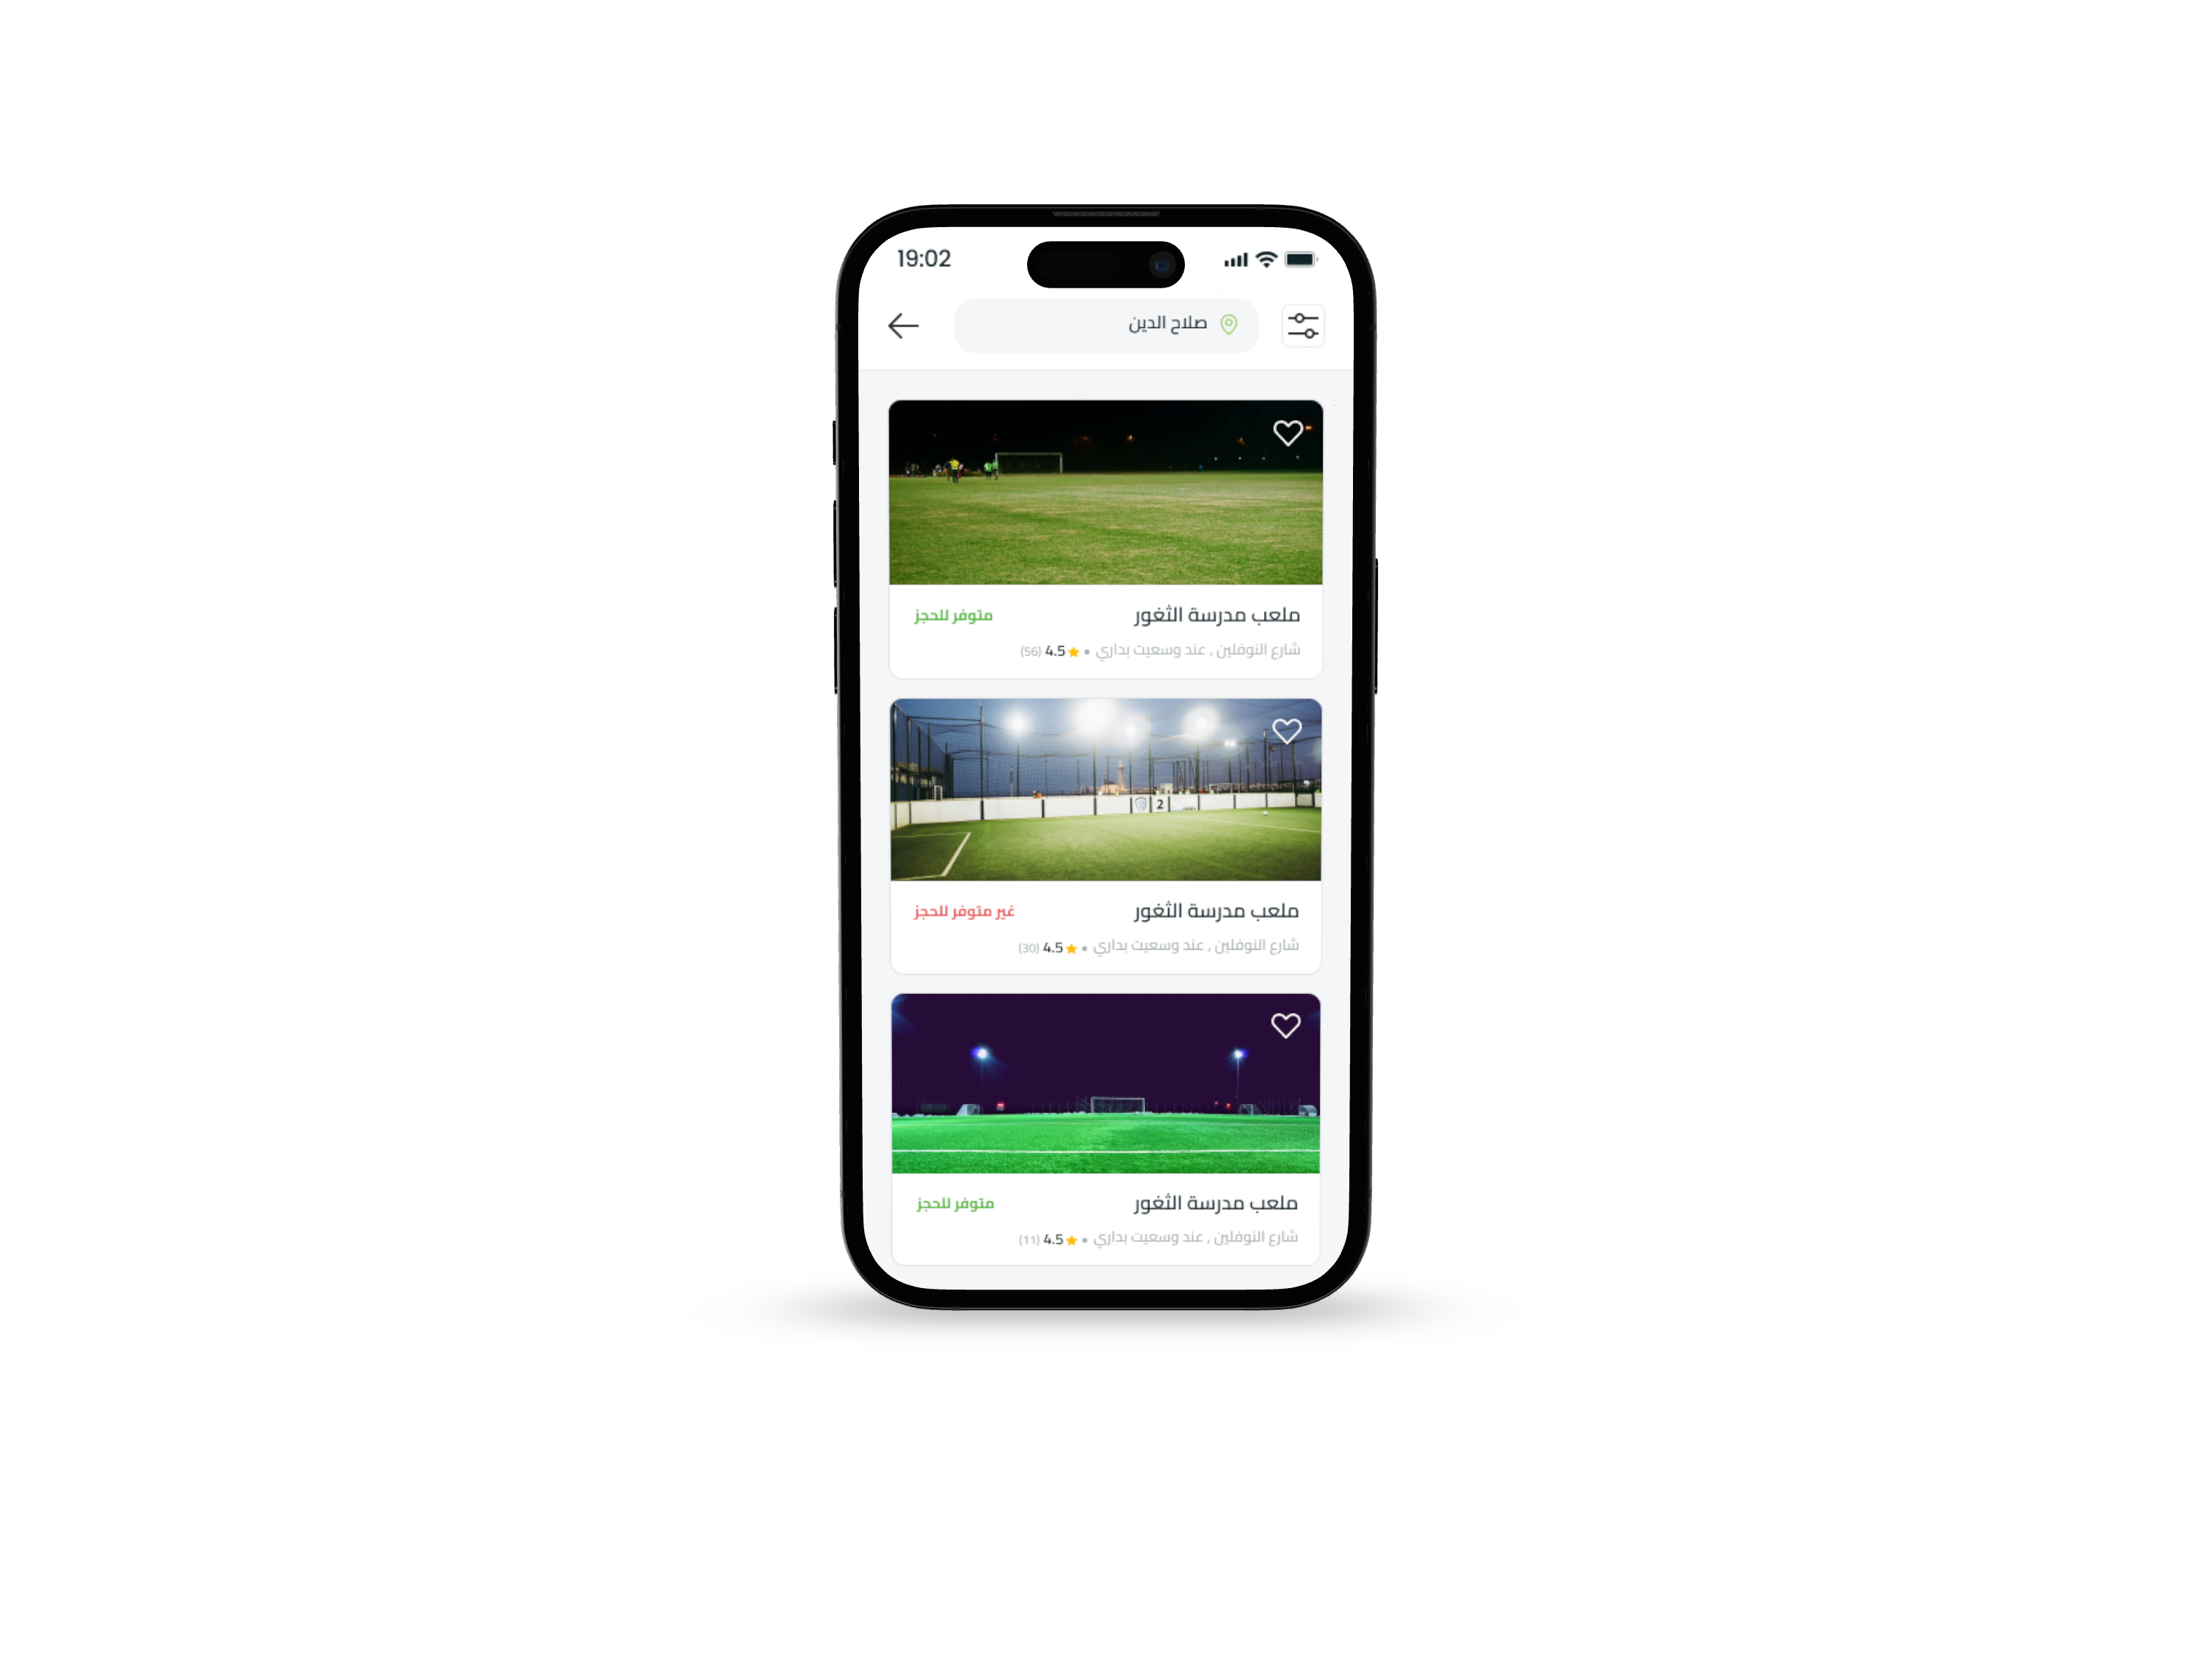 19:02
صلاح الدين
ملعب مدرسة الثغور
متوفر للحجز
شارع النوفلين , عند وسعيت بداري • 4.5 (56)
2
ملعب مدرسة الثغور
غير متوفر للحجز
شارع النوفلين , عند وسعيت بداري • 4.5 (30)
ملعب مدرسة الثغور
متوفر للحجز
شارع النوفلين , عند وسعيت بداري • 4.5 (11)